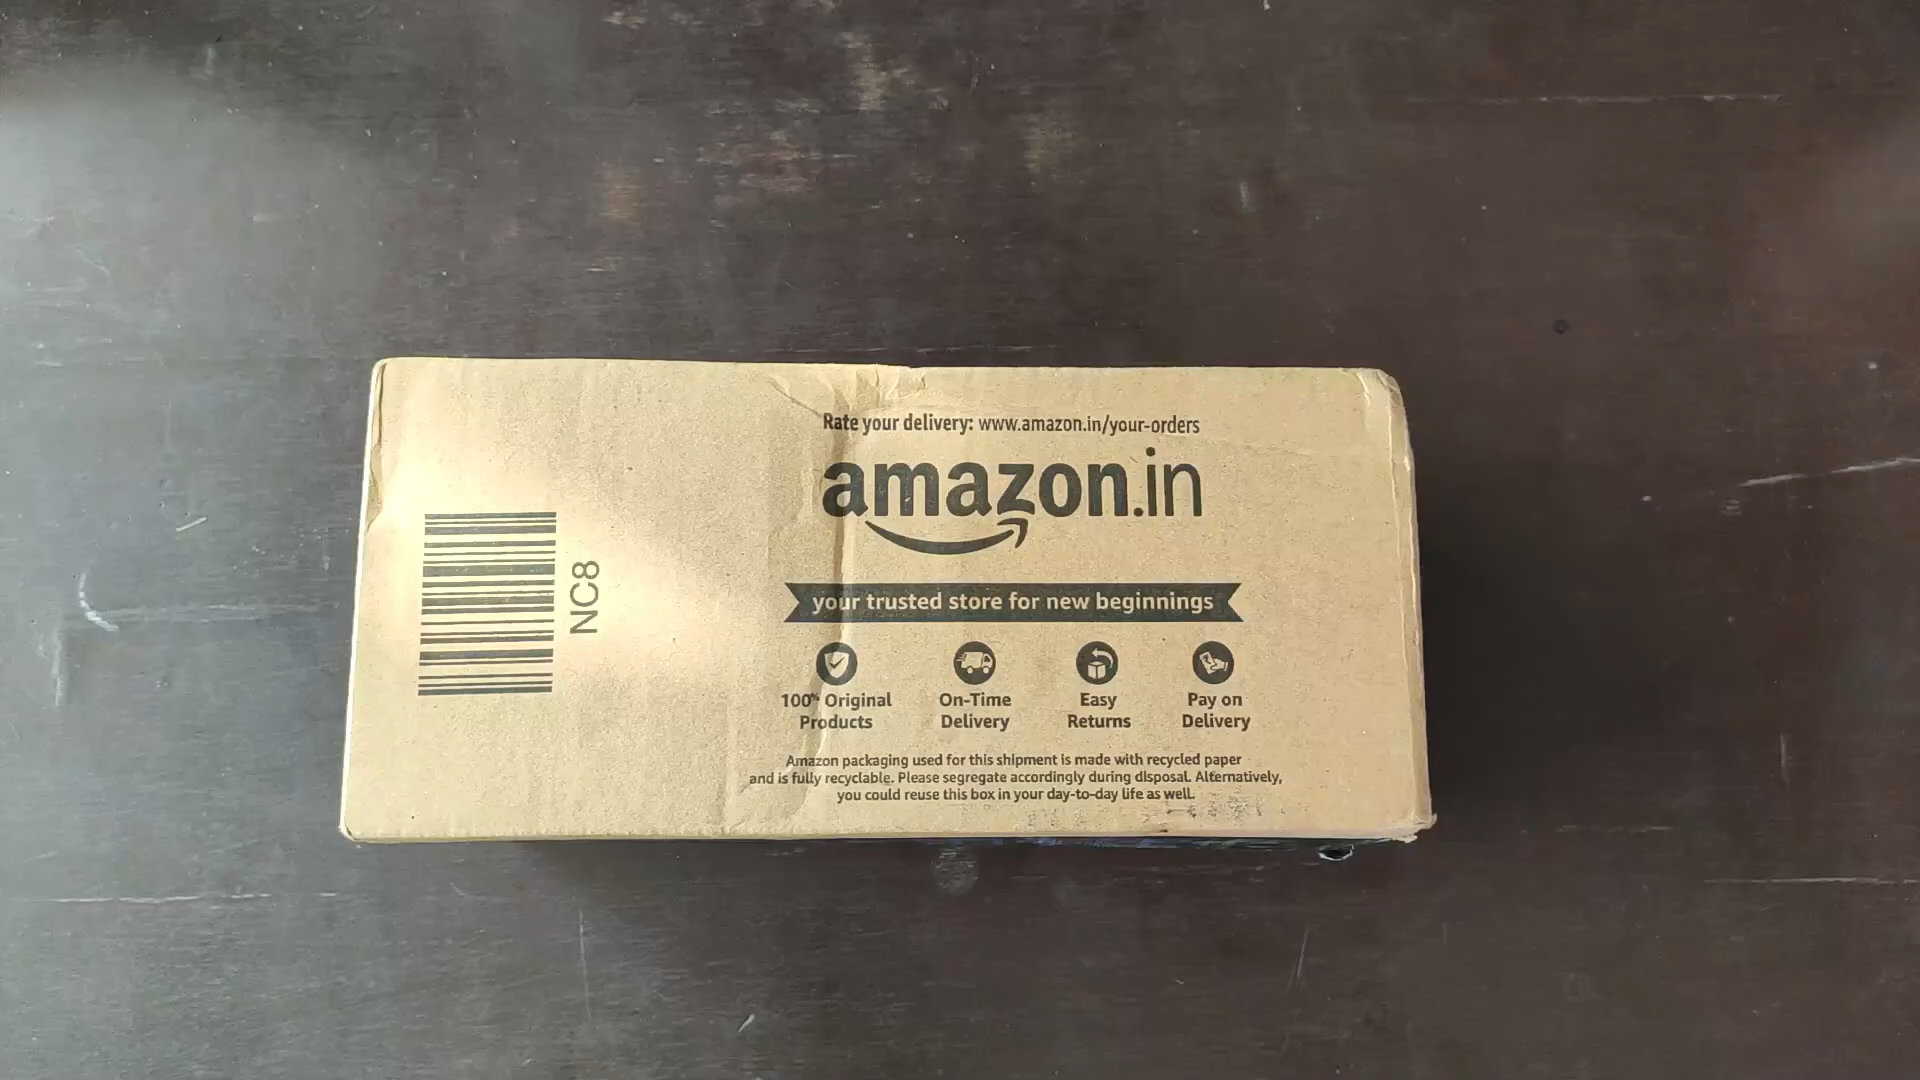 Rate your delivery: www.amazon.in/your-orders
amazon.in
your trusted store for new beginnings
100% Original
Products
On-Time
Delivery
Easy
Returns
Pay on
Delivery
Amazon packaging used for this shipment is made with recycled paper
and is fully recyclable. Please segregate accordingly during disposal. Alternatively,
you could reuse this box in your day-to-day life as well.
NC8